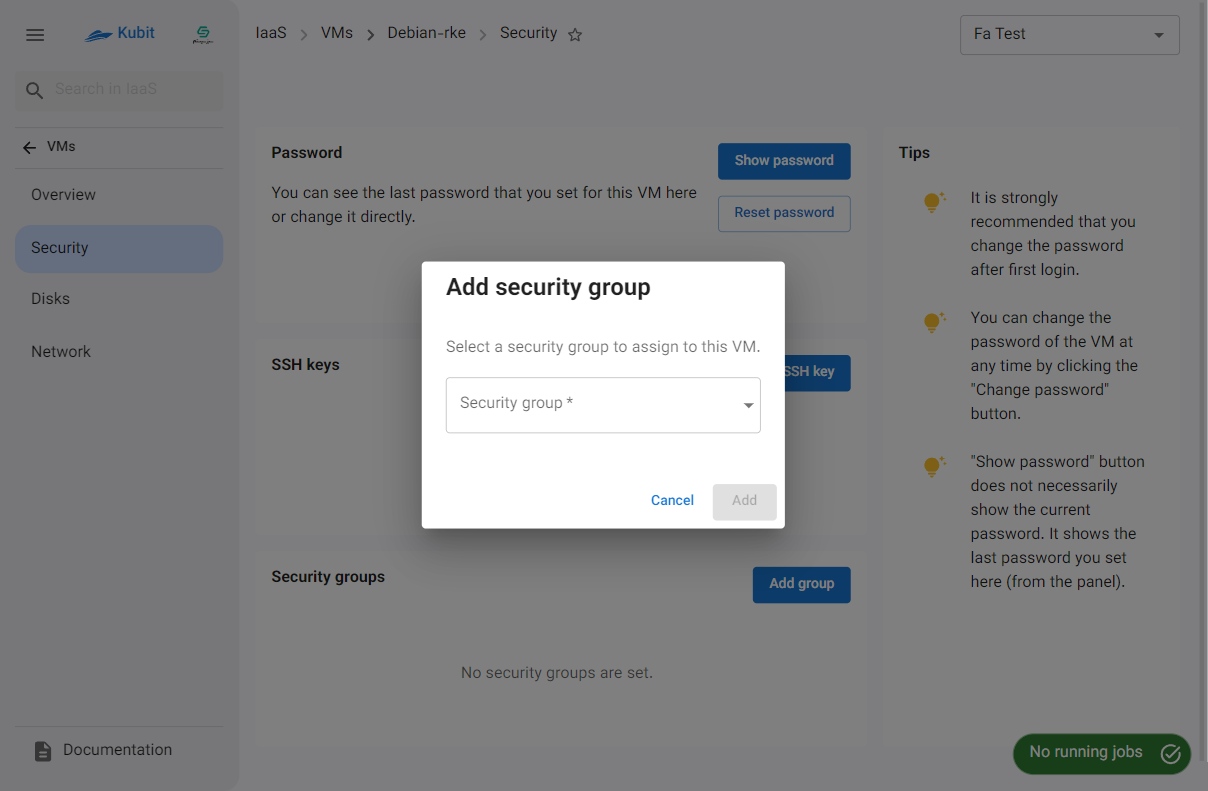 Kubit
IaaS
VMs
Debian-rke
Security
Fa Test
Search in IaaS
VMs
Overview
Security
Disks
Network
Documentation
Password
You can see the last password that you set for this VM here
or change it directly.
Show password
Reset password
SSH keys
SSH key
Security groups
Add group
No security groups are set.
Add security group
Select a security group to assign to this VM.
Security group *
Cancel
Add
Tips
It is strongly
recommended that you
change the password
after first login.
You can change the
password of the VM at
any time by clicking the
"Change password"
button.
"Show password" button
does not necessarily
show the current
password. It shows the
last password you set
here (from the panel).
No running jobs